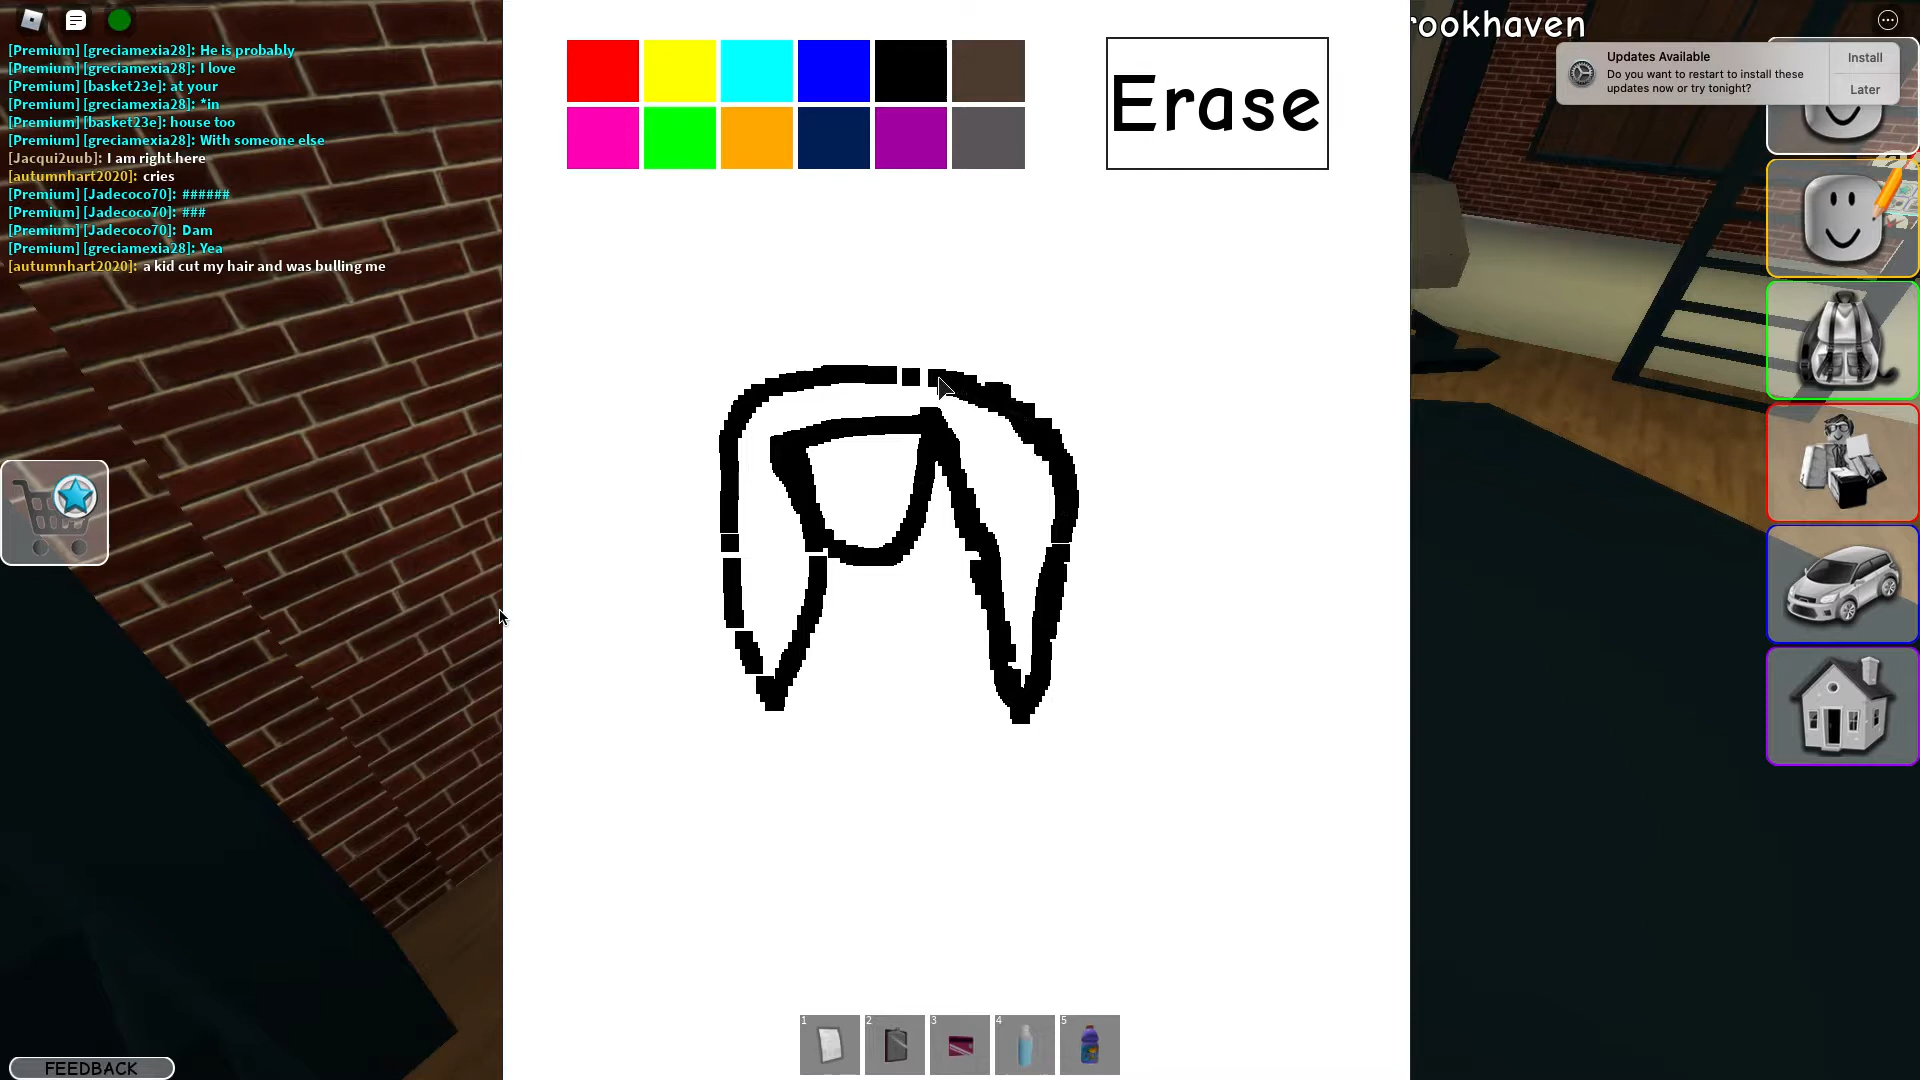 [Premium] [greciamexia28]: He is probably
[Premium] [greciamexia28]: I love
[Premium] [basket23e]: at your
[Premium] [greciamexia28]: *in
[Premium] [basket23e]: house too
[Premium] [greciamexia28]: With someone else
[Jacqui2uub]: I am right here
[autumnhart2020]: cries
[Premium] [Jadecoco70]: ######
[Premium] [Jadecoco70]: ###
[Premium] [Jadecoco70]: Dam
[Premium] [greciamexia28]: Yea
[autumnhart2020]: a kid cut my hair and was bulling me
Erase
rookhaven
Updates Available
Do you want to restart to install these
updates now or try tonight?
Install
Later
1 2 3 4 5
FEEDBACK